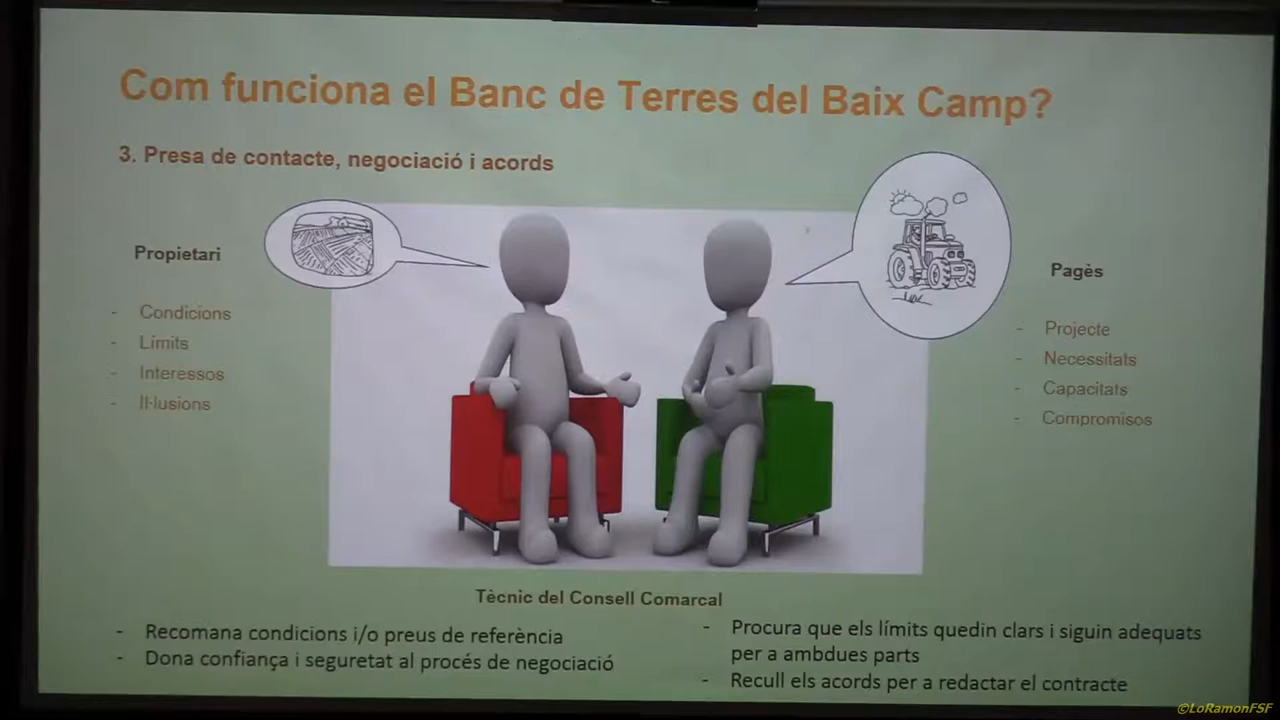 Com funciona el Banc de Terres del Baix Camp?
3. Presa de contacte, negociació i acords
Propietari
- Condicions
- Límits
- Interessos
- Il·lusions
Pagès
- Projecte
- Necessitats
- Capacitats
- Compromisos
Tècnic del Consell Comarcal
- Recomana condicions i/o preus de referència
- Dona confiança i seguretat al procés de negociació
- Procura que els límits quedin clars i siguin adequats
per a ambdues parts
- Recull els acords per a redactar el contracte
©LoRamonFSF